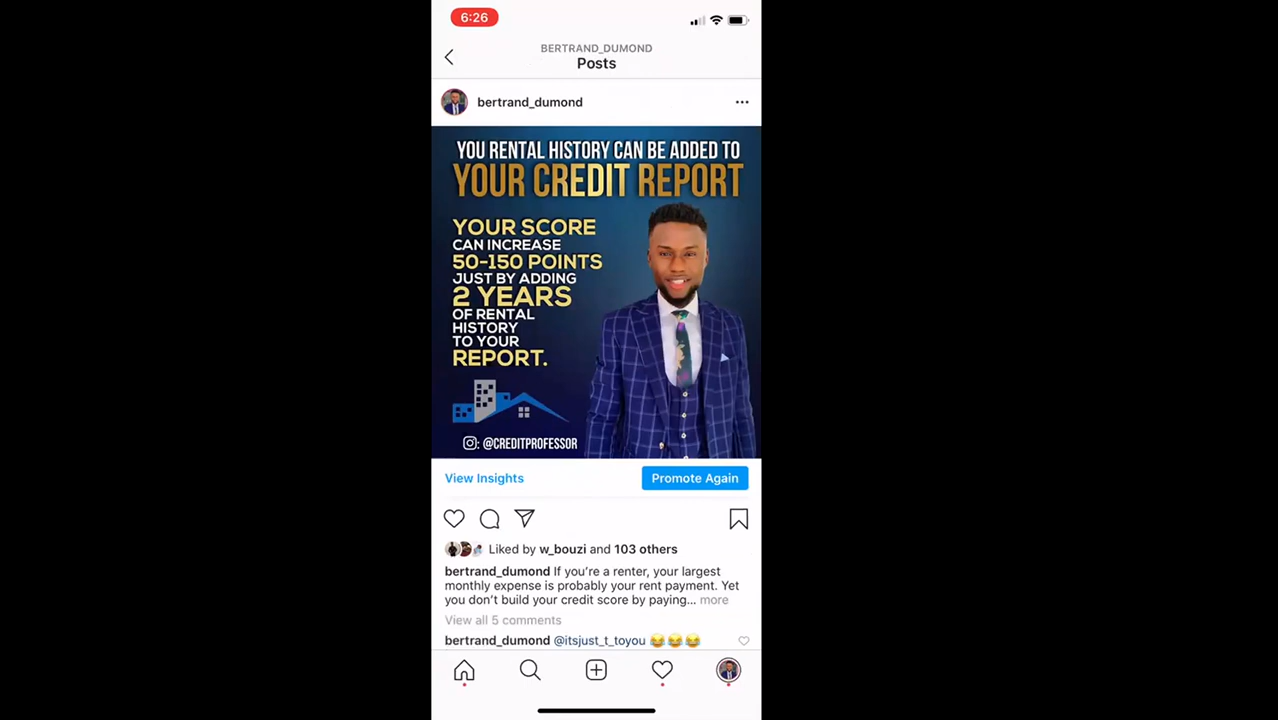 6:26
BERTRAND_DUMOND
Posts
bertrand_dumond
YOU RENTAL HISTORY CAN BE ADDED TO
YOUR CREDIT REPORT
YOUR SCORE
CAN INCREASE
50-150 POINTS
JUST BY ADDING
2 YEARS
OF RENTAL
HISTORY
TO YOUR
REPORT.
: @CREDITPROFESSOR
View Insights
Promote Again
Liked by w_bouzi and 103 others
bertrand_dumond If you’re a renter, your largest
monthly expense is probably your rent payment. Yet
you don’t build your credit score by paying... more
View all 5 comments
bertrand_dumond @itsjust_t_toyou 😂😂😂